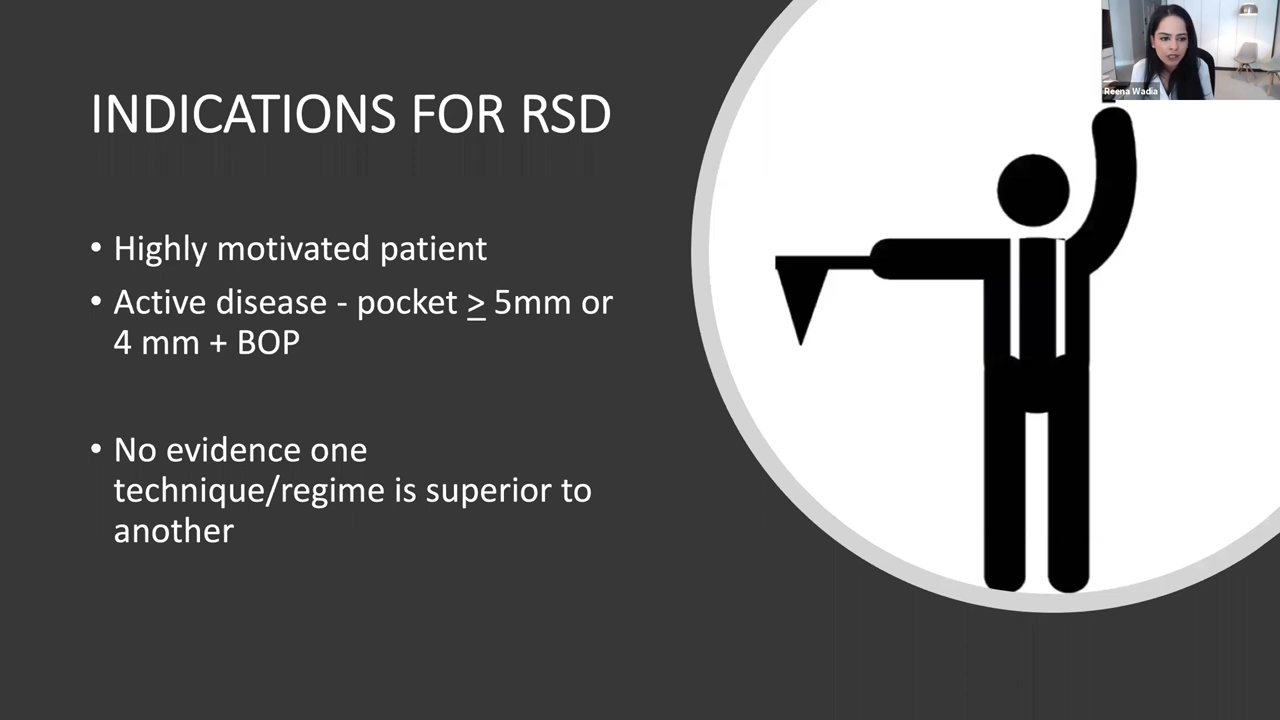 INDICATIONS FOR RSD
• Highly motivated patient
• Active disease - pocket ≥ 5mm or
4 mm + BOP
• No evidence one
technique/regime is superior to
another
Reena Wadia